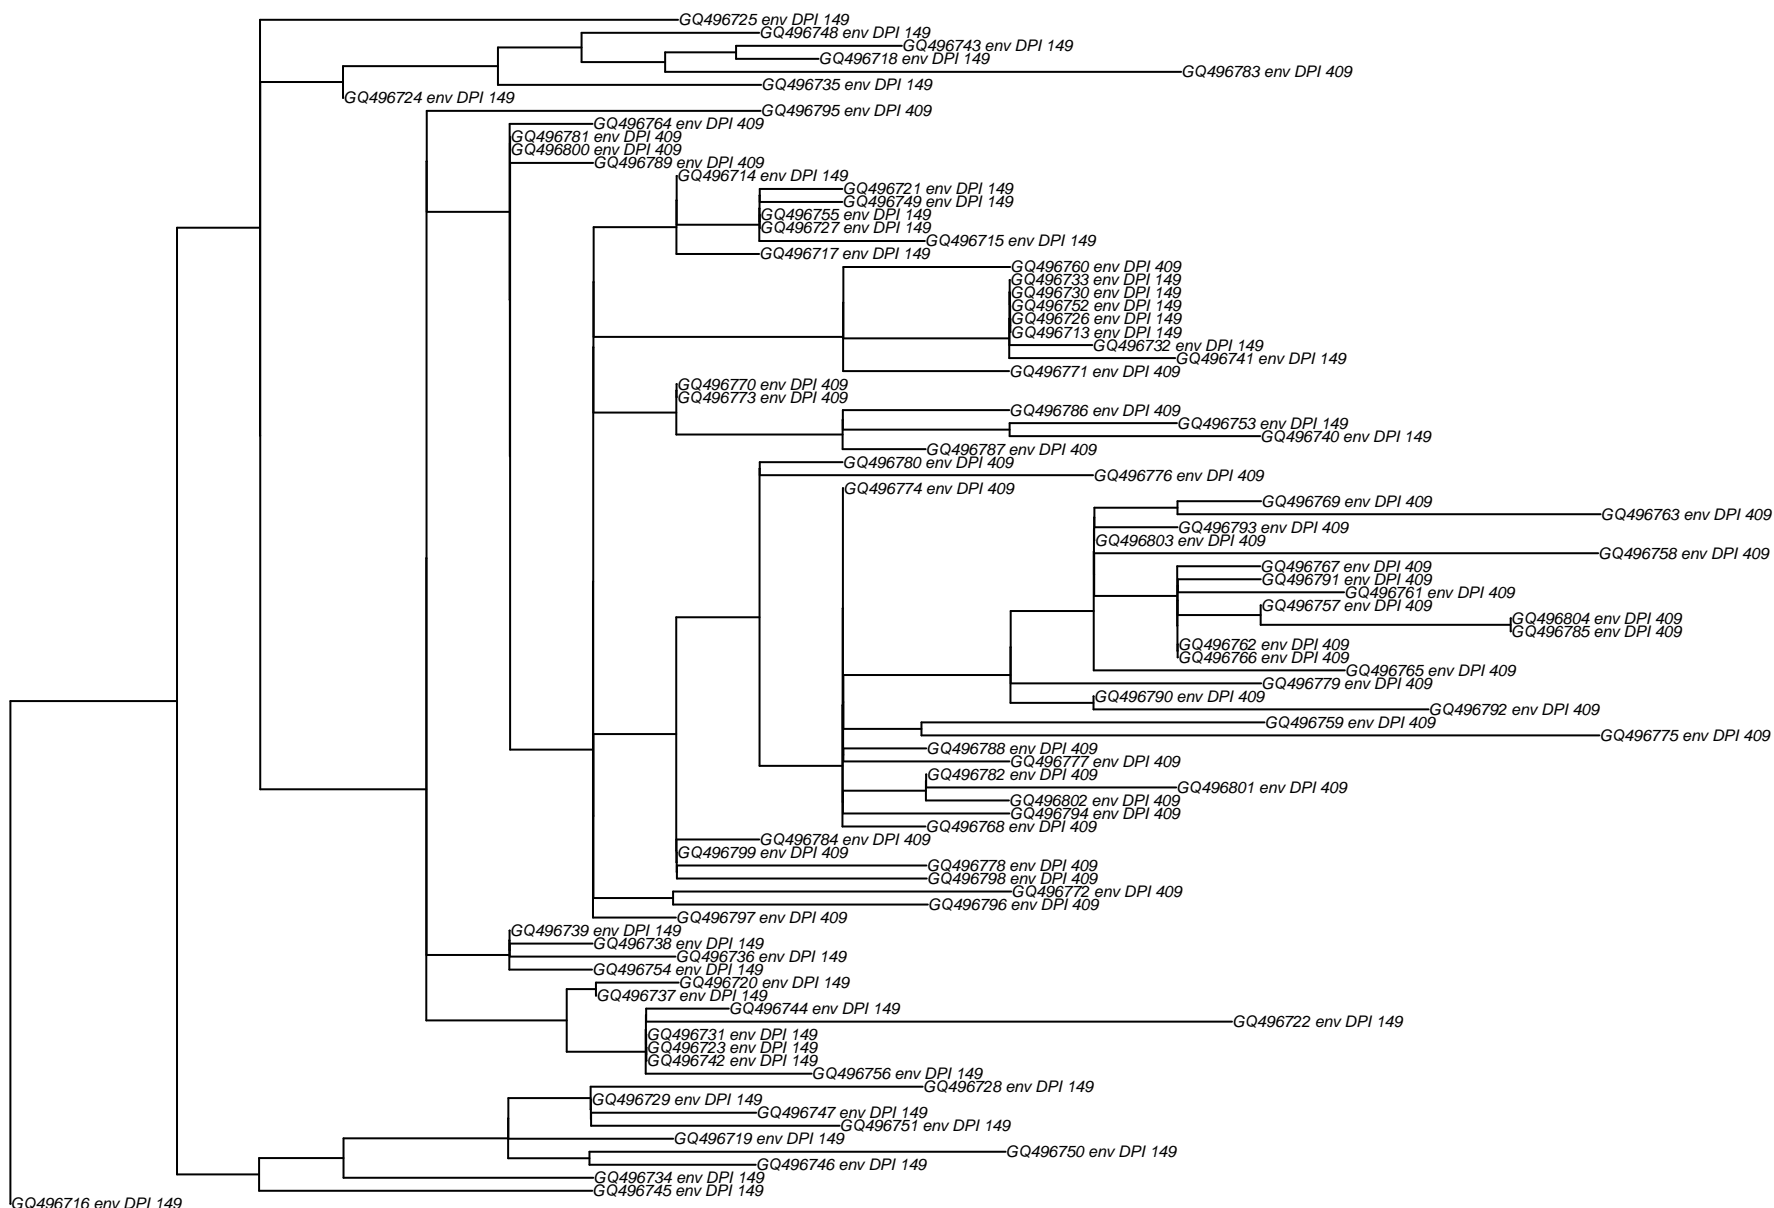 GQ496725 env DPI 149
GQ496748 env DPI 149
GQ496743 env DPI 149
GQ496718 env DPI 149
GQ496783 env DPI 409
GQ496735 env DPI 149
GQ496724 env DPI 149
GQ496795 env DPI 409
GQ496764 env DPI 409
GQ496781 env DPI 409
GQ496800 env DPI 409
GQ496789 env DPI 409
GQ496714 env DPI 149
GQ496721 env DPI 149
GQ496749 env DPI 149
GQ496755 env DPI 149
GQ496727 env DPI 149
GQ496715 env DPI 149
GQ496717 env DPI 149
GQ496760 env DPI 409
GQ496733 env DPI 149
GQ496730 env DPI 149
GQ496752 env DPI 149
GQ496726 env DPI 149
GQ496713 env DPI 149
GQ496732 env DPI 149
GQ496741 env DPI 149
GQ496771 env DPI 409
GQ496770 env DPI 409
GQ496773 env DPI 409
GQ496786 env DPI 409
GQ496753 env DPI 149
GQ496740 env DPI 149
GQ496787 env DPI 409
GQ496780 env DPI 409
GQ496776 env DPI 409
GQ496774 env DPI 409
GQ496769 env DPI 409
GQ496763 env DPI 409
GQ496793 env DPI 409
GQ496803 env DPI 409
GQ496758 env DPI 409
GQ496767 env DPI 409
GQ496791 env DPI 409
GQ496761 env DPI 409
GQ496757 env DPI 409
GQ496804 env DPI 409
GQ496785 env DPI 409
GQ496762 env DPI 409
GQ496766 env DPI 409
GQ496765 env DPI 409
GQ496779 env DPI 409
GQ496790 env DPI 409
GQ496792 env DPI 409
GQ496759 env DPI 409
GQ496775 env DPI 409
GQ496788 env DPI 409
GQ496777 env DPI 409
GQ496782 env DPI 409
GQ496801 env DPI 409
GQ496802 env DPI 409
GQ496794 env DPI 409
GQ496768 env DPI 409
GQ496784 env DPI 409
GQ496799 env DPI 409
GQ496778 env DPI 409
GQ496798 env DPI 409
GQ496772 env DPI 409
GQ496796 env DPI 409
GQ496797 env DPI 409
GQ496739 env DPI 149
GQ496738 env DPI 149
GQ496736 env DPI 149
GQ496754 env DPI 149
GQ496720 env DPI 149
GQ496737 env DPI 149
GQ496744 env DPI 149
GQ496722 env DPI 149
GQ496731 env DPI 149
GQ496723 env DPI 149
GQ496742 env DPI 149
GQ496756 env DPI 149
GQ496728 env DPI 149
GQ496729 env DPI 149
GQ496747 env DPI 149
GQ496751 env DPI 149
GQ496719 env DPI 149
GQ496750 env DPI 149
GQ496746 env DPI 149
GQ496734 env DPI 149
GQ496745 env DPI 149
GQ496716 env DPI 149